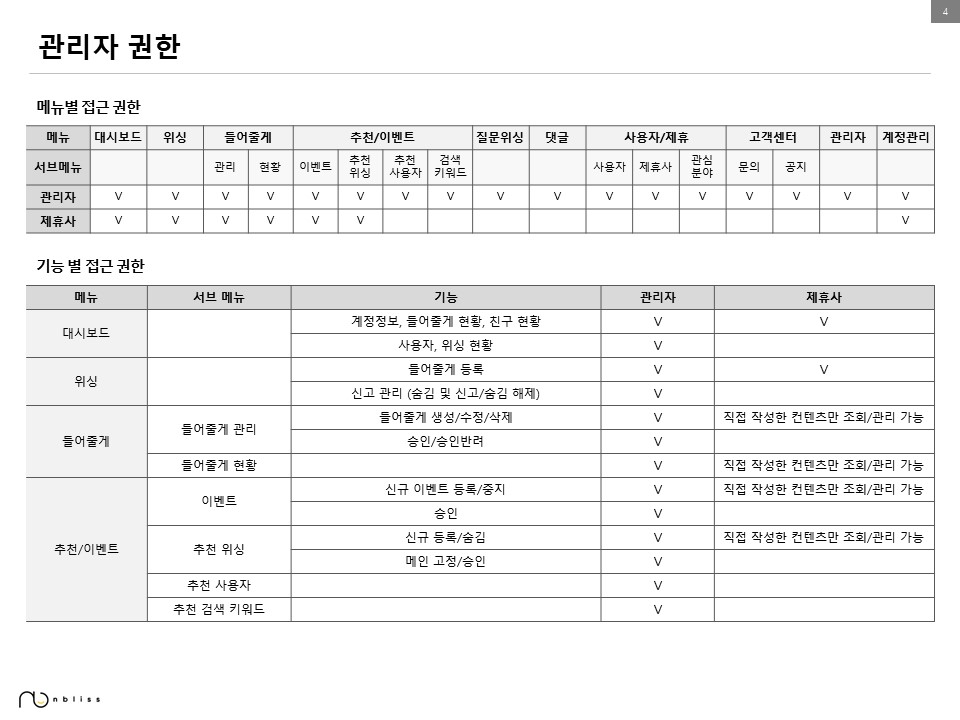 4
관리자 권한
메뉴별 접근 권한
메뉴 대시보드 위싱 들어줄게 추천/이벤트 질문위싱 댓글 사용자/제휴 고객센터 관리자 계정관리
서브메뉴 관리 현황 이벤트 추천 위싱 추천 사용자 검색 키워드 사용자 제휴사 관심 분야 문의 공지
관리자 V V V V V V V V V V V V V V V V V
제휴사 V V V V V V V
기능 별 접근 권한
메뉴 서브 메뉴 기능 관리자 제휴사
대시보드 계정정보, 들어줄게 현황, 친구 현황 V V
사용자, 위싱 현황 V
위싱 들어줄게 등록 V V
신고 관리 (숨김 및 신고/숨김 해제) V
들어줄게 들어줄게 관리 들어줄게 생성/수정/삭제 V 직접 작성한 컨텐츠만 조회/관리 가능
승인/승인반려 V
들어줄게 현황 V 직접 작성한 컨텐츠만 조회/관리 가능
추천/이벤트 이벤트 신규 이벤트 등록/중지 V 직접 작성한 컨텐츠만 조회/관리 가능
승인 V
추천 위싱 신규 등록/숨김 V 직접 작성한 컨텐츠만 조회/관리 가능
메인 고정/승인 V
추천 사용자 V
추천 검색 키워드 V
nbliss